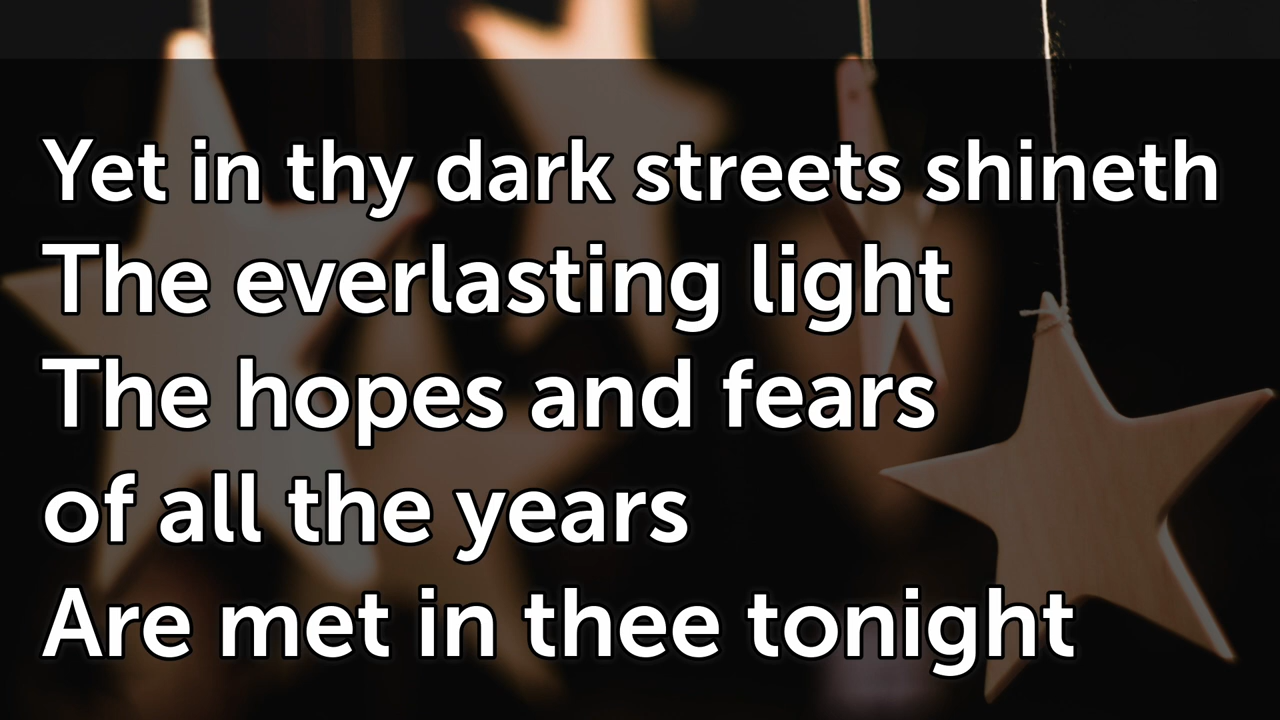 Yet in thy dark streets shineth
The everlasting light
The hopes and fears
of all the years
Are met in thee tonight